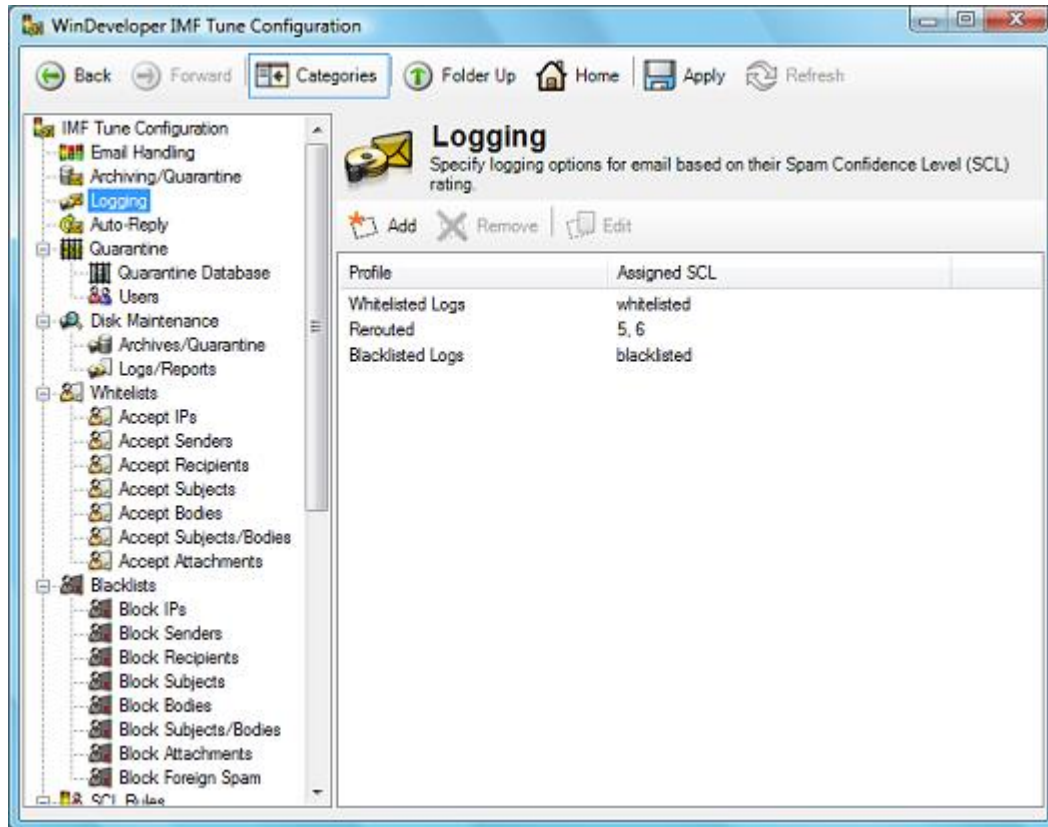 WinDeveloper IMF Tune Configuration
Back Forward Categories Folder Up Home Apply Refresh
IMF Tune Configuration
Email Handling
Archiving/Quarantine
Logging
Auto-Reply
Quarantine
Quarantine Database
Users
Disk Maintenance
Archives/Quarantine
Logs/Reports
Whitelists
Accept IPs
Accept Senders
Accept Recipients
Accept Subjects
Accept Bodies
Accept Subjects/Bodies
Accept Attachments
Blacklists
Block IPs
Block Senders
Block Recipients
Block Subjects
Block Bodies
Block Subjects/Bodies
Block Attachments
Block Foreign Spam
SCL Rules
Logging
Specify logging options for email based on their Spam Confidence Level (SCL)
rating.
Add Remove Edit
Profile Assigned SCL
Whitelisted Logs whitelisted
Rerouted 5, 6
Blacklisted Logs blacklisted